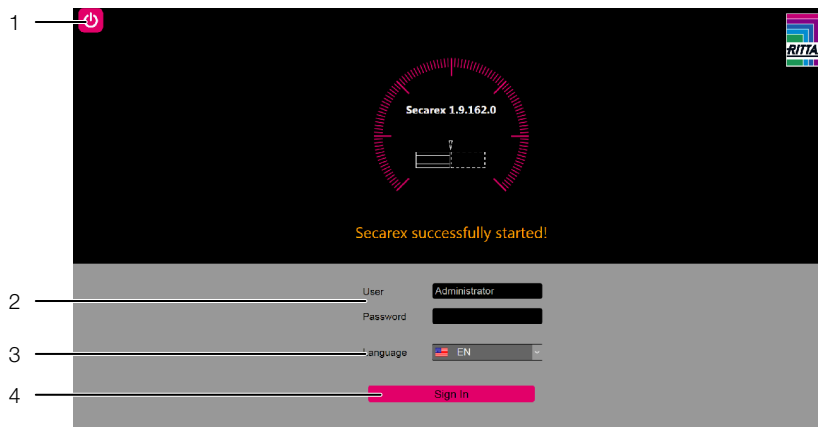 1
RITTA
Secarex 1.9.162.0
Secarex successfully started!
2
User
Administrator
Password
3
Language
EN
4
Sign In